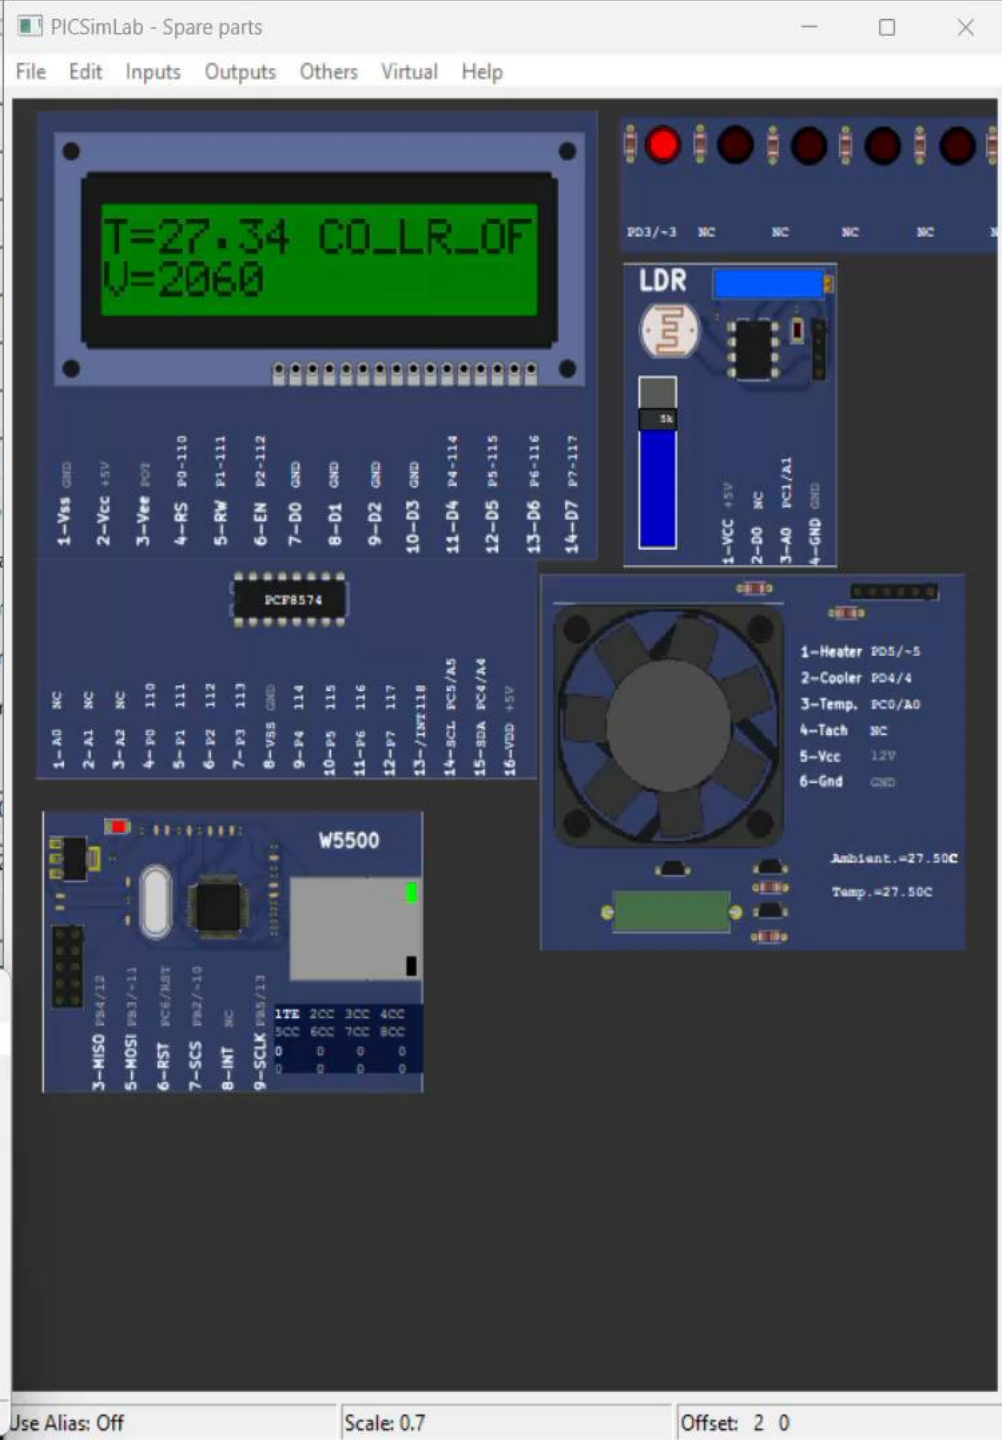 PICSimLab - Spare parts
File Edit Inputs Outputs Others Virtual Help
T=27.34 CO_LR_OF
V=2060
1-Vss GND
2-Vcc +5V
3-Vee POT
4-RS P0-110
5-RW P1-111
6-EN P2-112
7-D0 GND
8-D1 GND
9-D2 GND
10-D3 GND
11-D4 P4-114
12-D5 P5-115
13-D6 P6-116
14-D7 P7-117
PD3/~3 NC NC NC NC N
LDR
5k
1-VCC +5V
2-D0 NC
3-A0 PC1/A1
4-GND GND
PCF8574
1-A0 NC
2-A1 NC
3-A2 NC
4-P0 110
5-P1 111
6-P2 112
7-P3 113
8-VSS GND
9-P4 114
10-P5 115
11-P6 116
12-P7 117
13-/INT118
14-SCL PC5/A5
15-SDA PC4/A4
16-VDD +5V
1-Heater PD5/~5
2-Cooler PD4/4
3-Temp. PC0/A0
4-Tach NC
5-Vcc 12V
6-Gnd GND
Ambient.=27.50C
Temp.=27.50C
W5500
3-MISO PB4/12
5-MOSI PB3/~11
6-RST PC6/RST
7-SCS PB2/~10
8-INT NC
9-SCLK PB5/13
1TE 2CC 3CC 4CC
5CC 6CC 7CC 8CC
0 0 0 0
0 0 0 0
Use Alias: Off
Scale: 0.7
Offset: 2 0